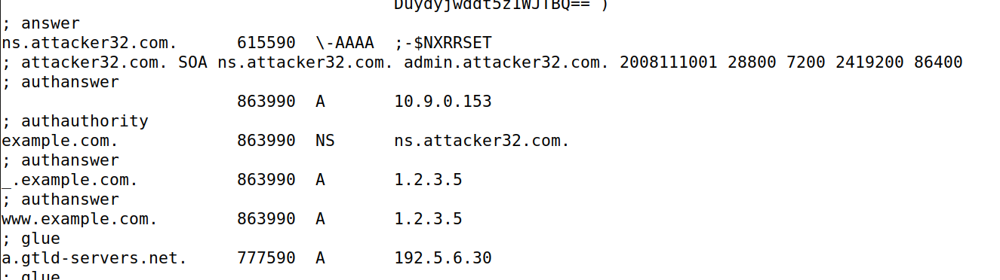 Duydyjwddt5z1WJTBQ== )
; answer
ns.attacker32.com. 615590 \-AAAA ;-$NXRRSET
; attacker32.com. SOA ns.attacker32.com. admin.attacker32.com. 2008111001 28800 7200 2419200 86400
; authanswer
863990 A 10.9.0.153
; authauthority
example.com. 863990 NS ns.attacker32.com.
; authanswer
_.example.com. 863990 A 1.2.3.5
; authanswer
www.example.com. 863990 A 1.2.3.5
; glue
a.gtld-servers.net. 777590 A 192.5.6.30
; glue